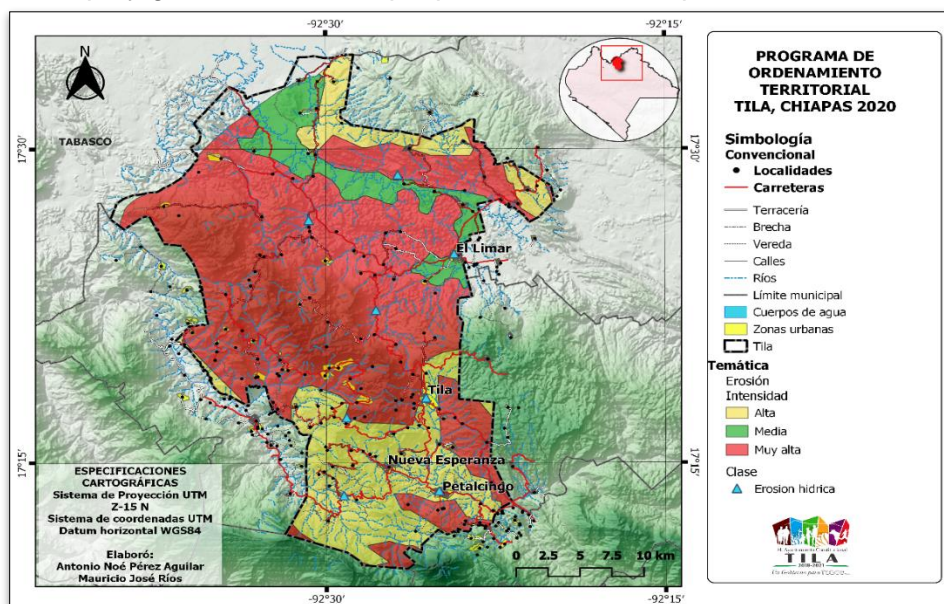 -92°30'
-92°15'
N
TABASCO
17°30'
17°30'
El Limar
Tila
Nueva Esperanza
Petalcingo
17°15'
17°15'
ESPECIFICACIONES
CARTOGRÁFICAS
Sistema de Proyección UTM
Z-15 N
Sistema de coordenadas UTM
Datum horizontal WGS84
Elaboró:
Antonio Noé Pérez Aguilar
Mauricio José Ríos
0 2.5 5 7.5 10 km
-92°30'
-92°15'
PROGRAMA DE
ORDENAMIENTO
TERRITORIAL
TILA, CHIAPAS 2020
Simbología
Convencional
Localidades
Carreteras
Terracería
Brecha
Vereda
Calles
Ríos
Límite municipal
Cuerpos de agua
Zonas urbanas
Tila
Temática
Erosión
Intensidad
Alta
Media
Muy alta
Clase
Erosion hidrica
TILA